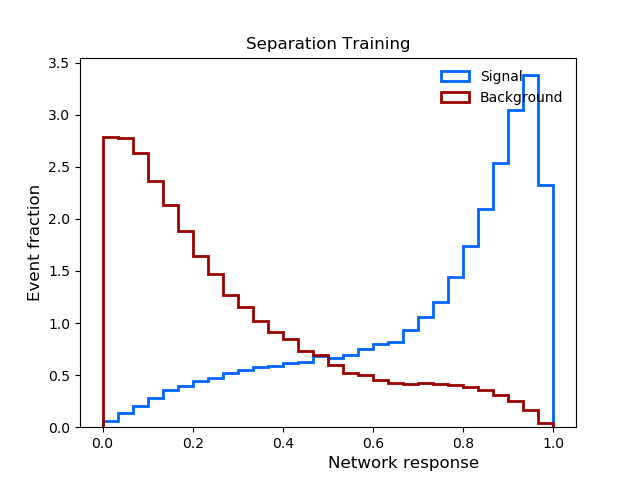 Separation Training
3.5
3.0
2.5
2.0
1.5
1.0
0.5
0.0
Event fraction
Signal
Background
0.0 0.2 0.4 0.6 0.8 1.0
Network response